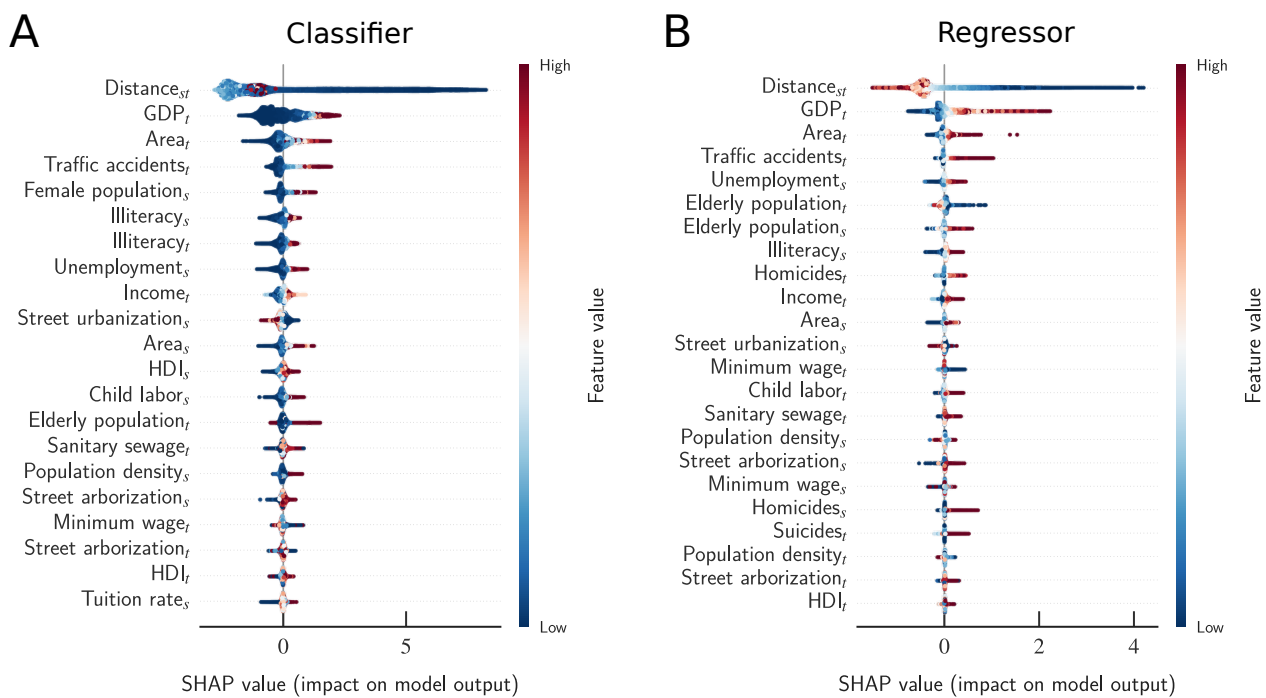 A
Classifier
High
Distance_st
GDP_t
Area_t
Traffic accidents_t
Female population_s
Illiteracy_s
Illiteracy_t
Unemployment_s
Income_t
Street urbanization_s
Area_s
HDI_s
Child labor_s
Elderly population_t
Sanitary sewage_t
Population density_s
Street arborization_s
Minimum wage_t
Street arborization_t
HDI_t
Tuition rate_s
Feature value
Low
0 5
SHAP value (impact on model output)
B
Regressor
High
Distance_st
GDP_t
Area_t
Traffic accidents_t
Unemployment_s
Elderly population_t
Elderly population_s
Illiteracy_s
Homicides_t
Income_t
Area_s
Street urbanization_s
Minimum wage_t
Child labor_t
Sanitary sewage_t
Population density_s
Street arborization_s
Minimum wage_s
Homicides_s
Suicides_t
Population density_t
Street arborization_t
HDI_t
Feature value
Low
0 2 4
SHAP value (impact on model output)